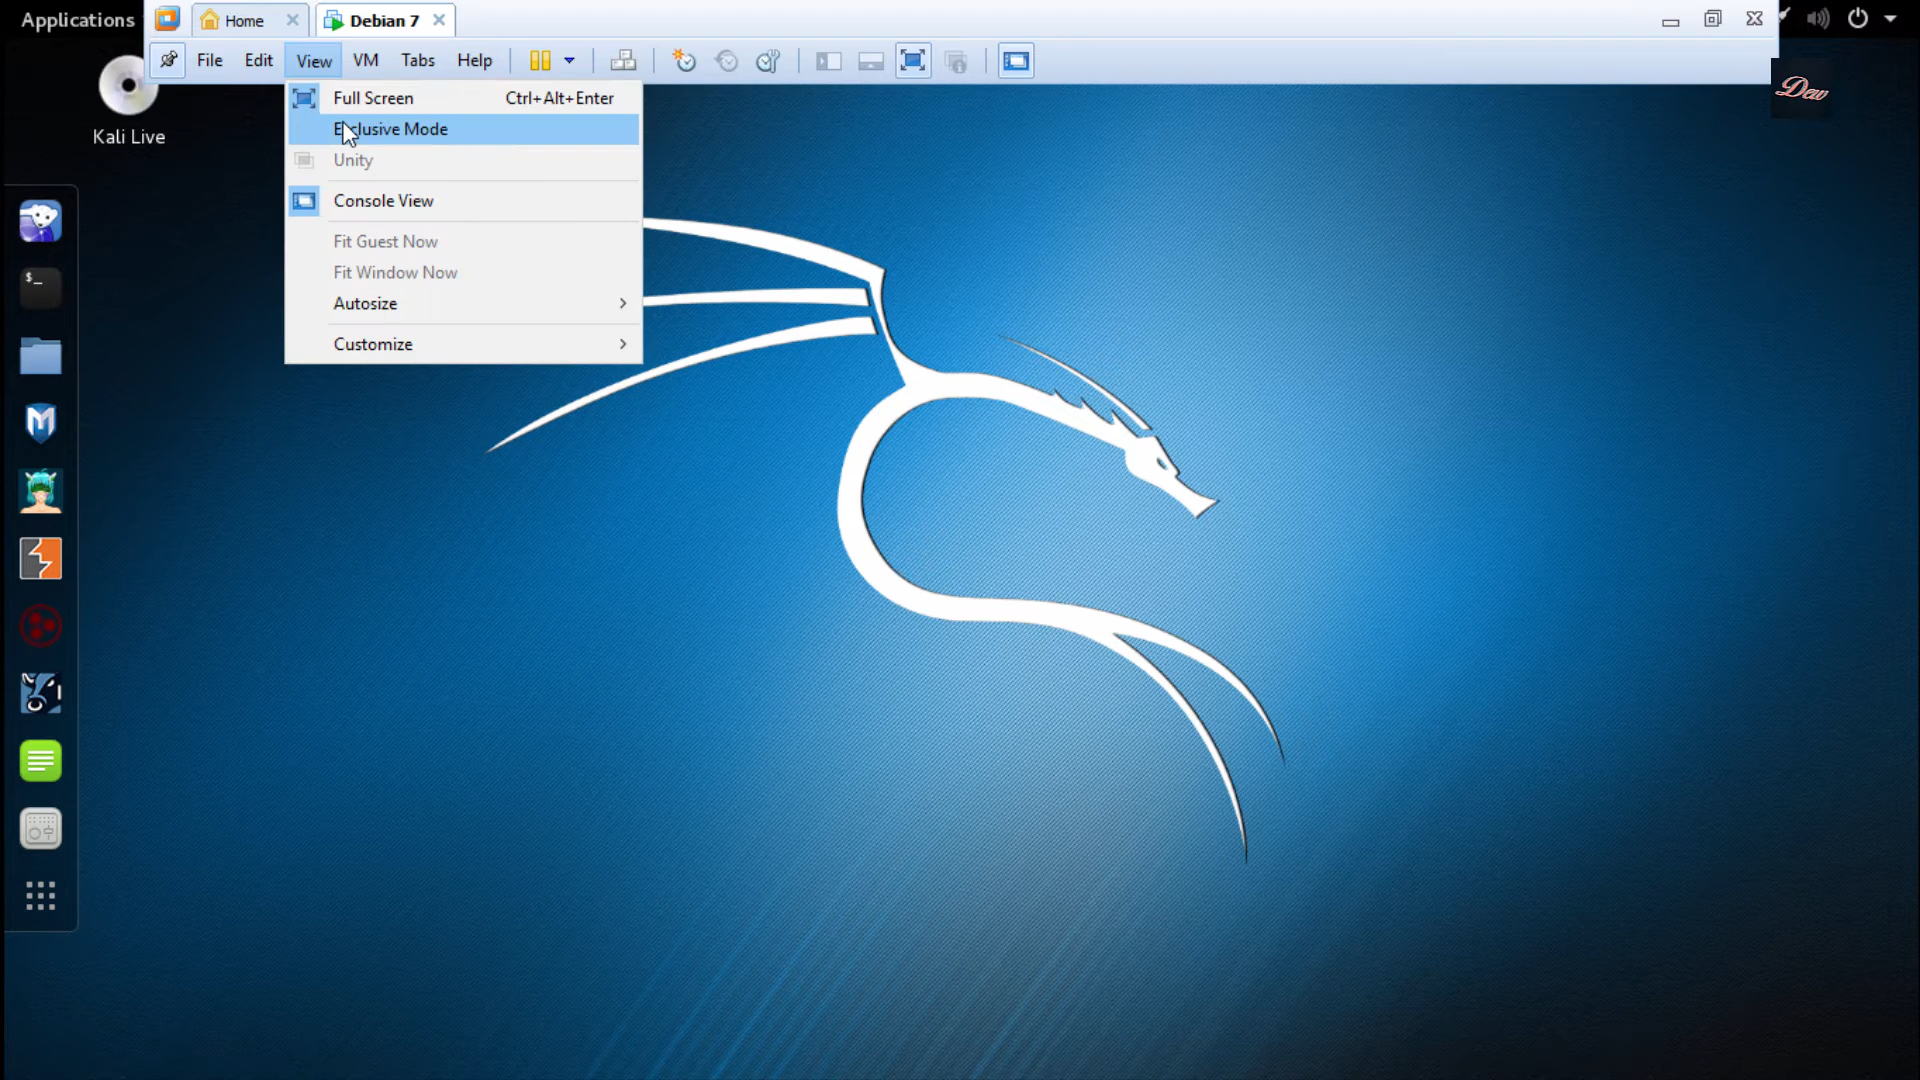 Applications
Home
Debian 7
File Edit View VM Tabs Help
Dew
Kali Live
Full Screen Ctrl+Alt+Enter
Exclusive Mode
Unity
Console View
Fit Guest Now
Fit Window Now
Autosize
Customize
$_